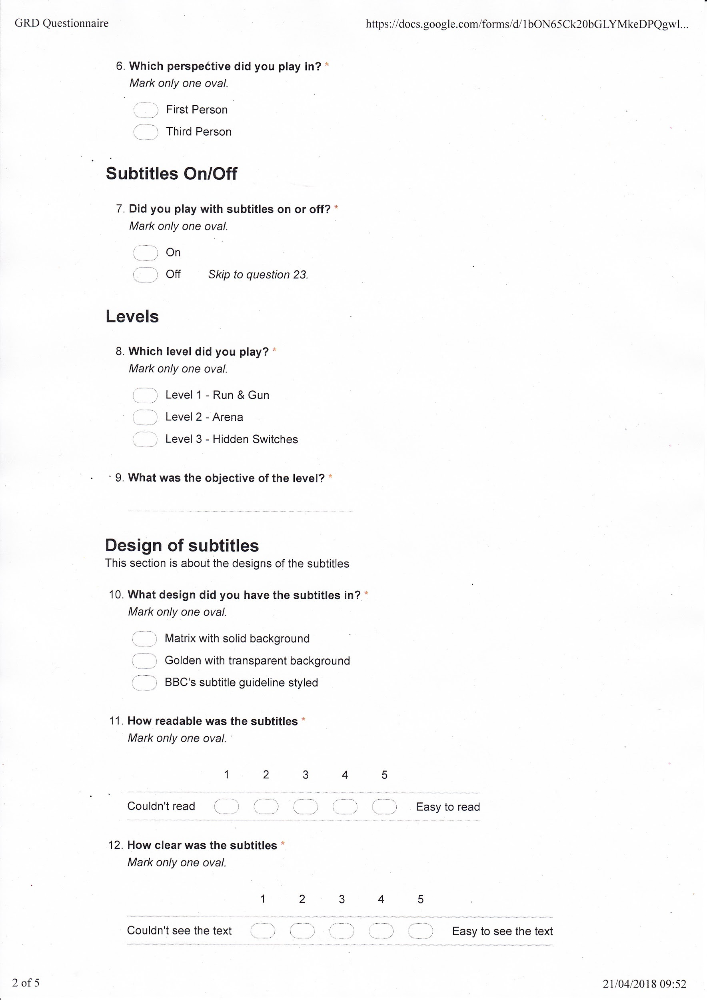 GRD Questionnaire
https://docs.google.com/forms/d/1bON65Ck20bGLYMkeDPQgwl...
6. Which perspective did you play in? *
Mark only one oval.
First Person
Third Person
Subtitles On/Off
7. Did you play with subtitles on or off? *
Mark only one oval.
On
Off Skip to question 23.
Levels
8. Which level did you play? *
Mark only one oval.
Level 1 - Run & Gun
Level 2 - Arena
Level 3 - Hidden Switches
9. What was the objective of the level? *
Design of subtitles
This section is about the designs of the subtitles
10. What design did you have the subtitles in? *
Mark only one oval.
Matrix with solid background
Golden with transparent background
BBC's subtitle guideline styled
11. How readable was the subtitles *
Mark only one oval.
1 2 3 4 5
Couldn't read Easy to read
12. How clear was the subtitles *
Mark only one oval.
1 2 3 4 5
Couldn't see the text Easy to see the text
2 of 5
21/04/2018 09:52